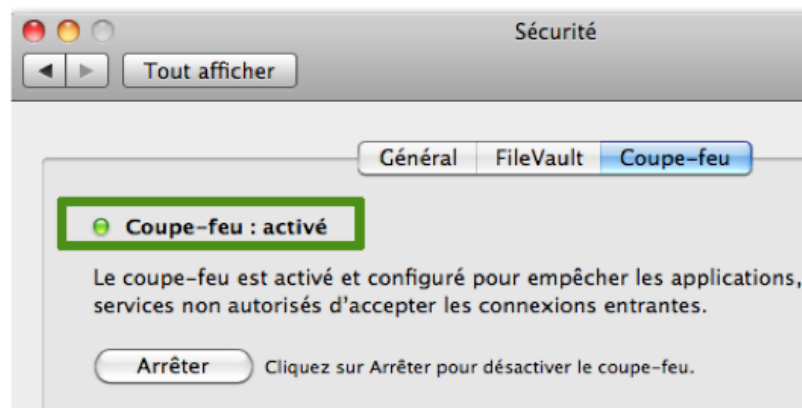 Sécurité
Tout afficher
Général FileVault Coupe-feu
Coupe-feu : activé
Le coupe-feu est activé et configuré pour empêcher les applications,
services non autorisés d’accepter les connexions entrantes.
Arrêter Cliquez sur Arrêter pour désactiver le coupe-feu.